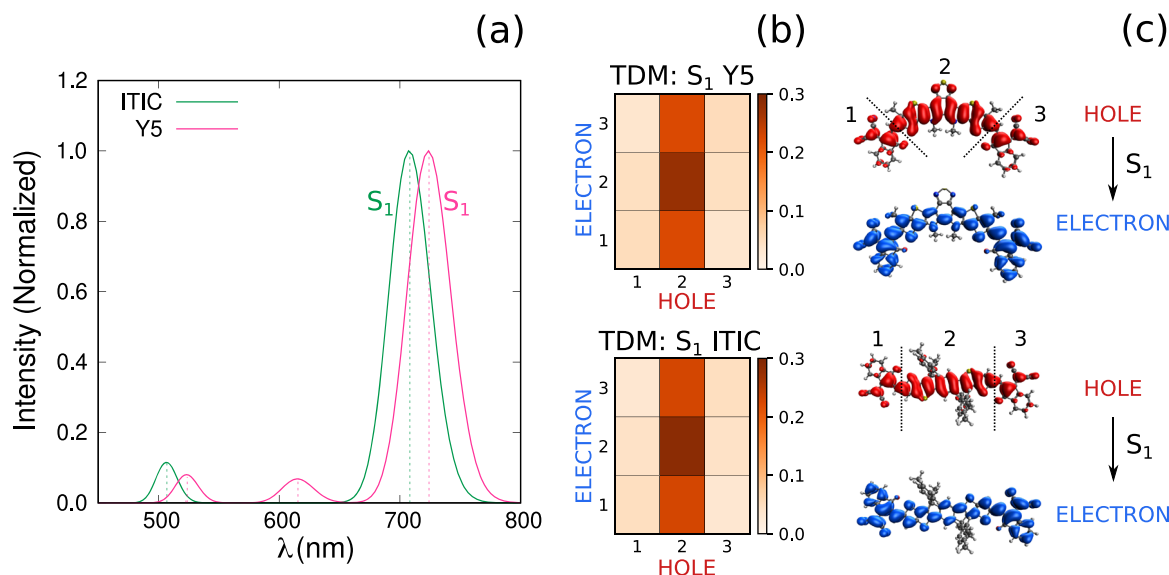 (a)
1.2
1.0
0.8
0.6
0.4
0.2
0.0
Intensity (Normalized)
ITIC
Y5
S₁
S₁
500
600
700
800
λ(nm)
(b)
TDM: S₁ Y5
ELECTRON
3
2
1
1
2
3
HOLE
0.3
0.2
0.1
0.0
TDM: S₁ ITIC
ELECTRON
3
2
1
1
2
3
HOLE
0.3
0.2
0.1
0.0
(c)
1
2
3
HOLE
S₁
ELECTRON
1
2
3
HOLE
S₁
ELECTRON